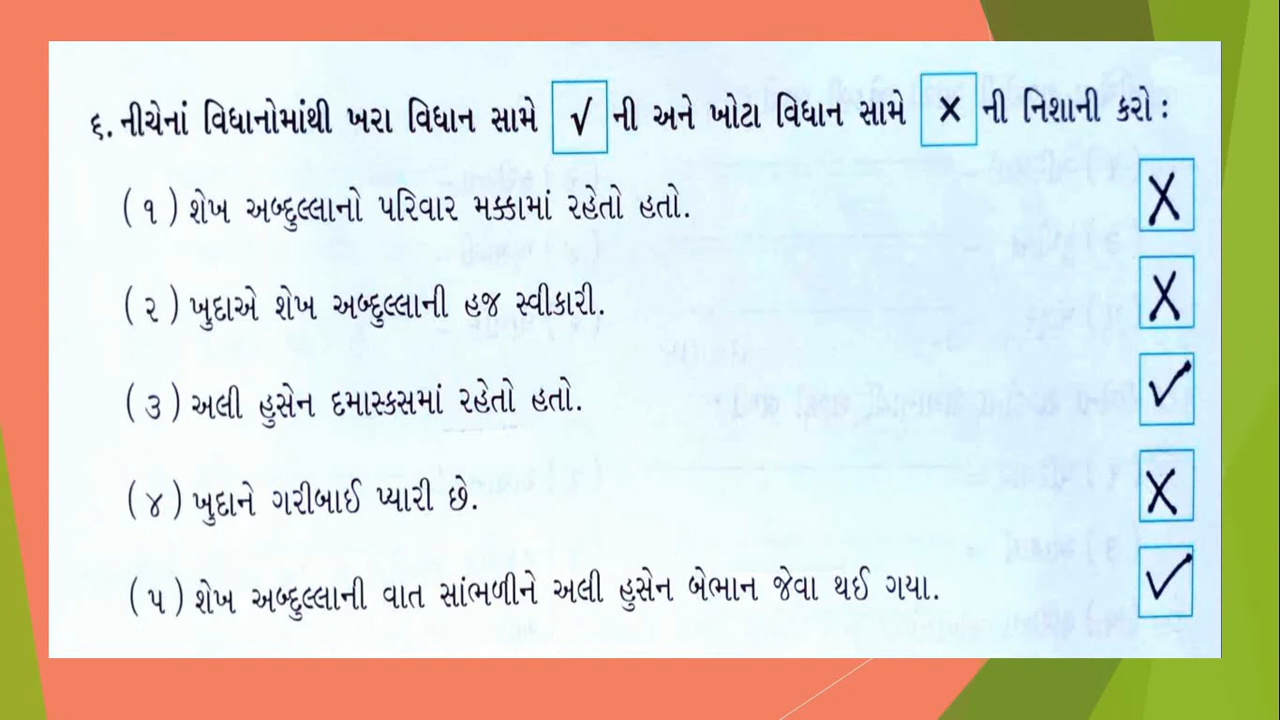 ૬. નીચેનાં વિધાનોમાંથી ખરા વિધાન સામે √ ની અને ખોટા વિધાન સામે × ની નિશાની કરો :
(૧) શેખ અબ્દુલ્લાનો પરિવાર મક્કામાં રહેતો હતો. X
(૨) ખુદાએ શેખ અબ્દુલ્લાની હજ સ્વીકારી. X
(૩) અલી હુસેન દમાસ્કસમાં રહેતો હતો. ✓
(૪) ખુદાને ગરીબાઈ પ્યારી છે. X
(૫) શેખ અબ્દુલ્લાની વાત સાંભળીને અલી હુસેન બેભાન જેવા થઈ ગયા. ✓